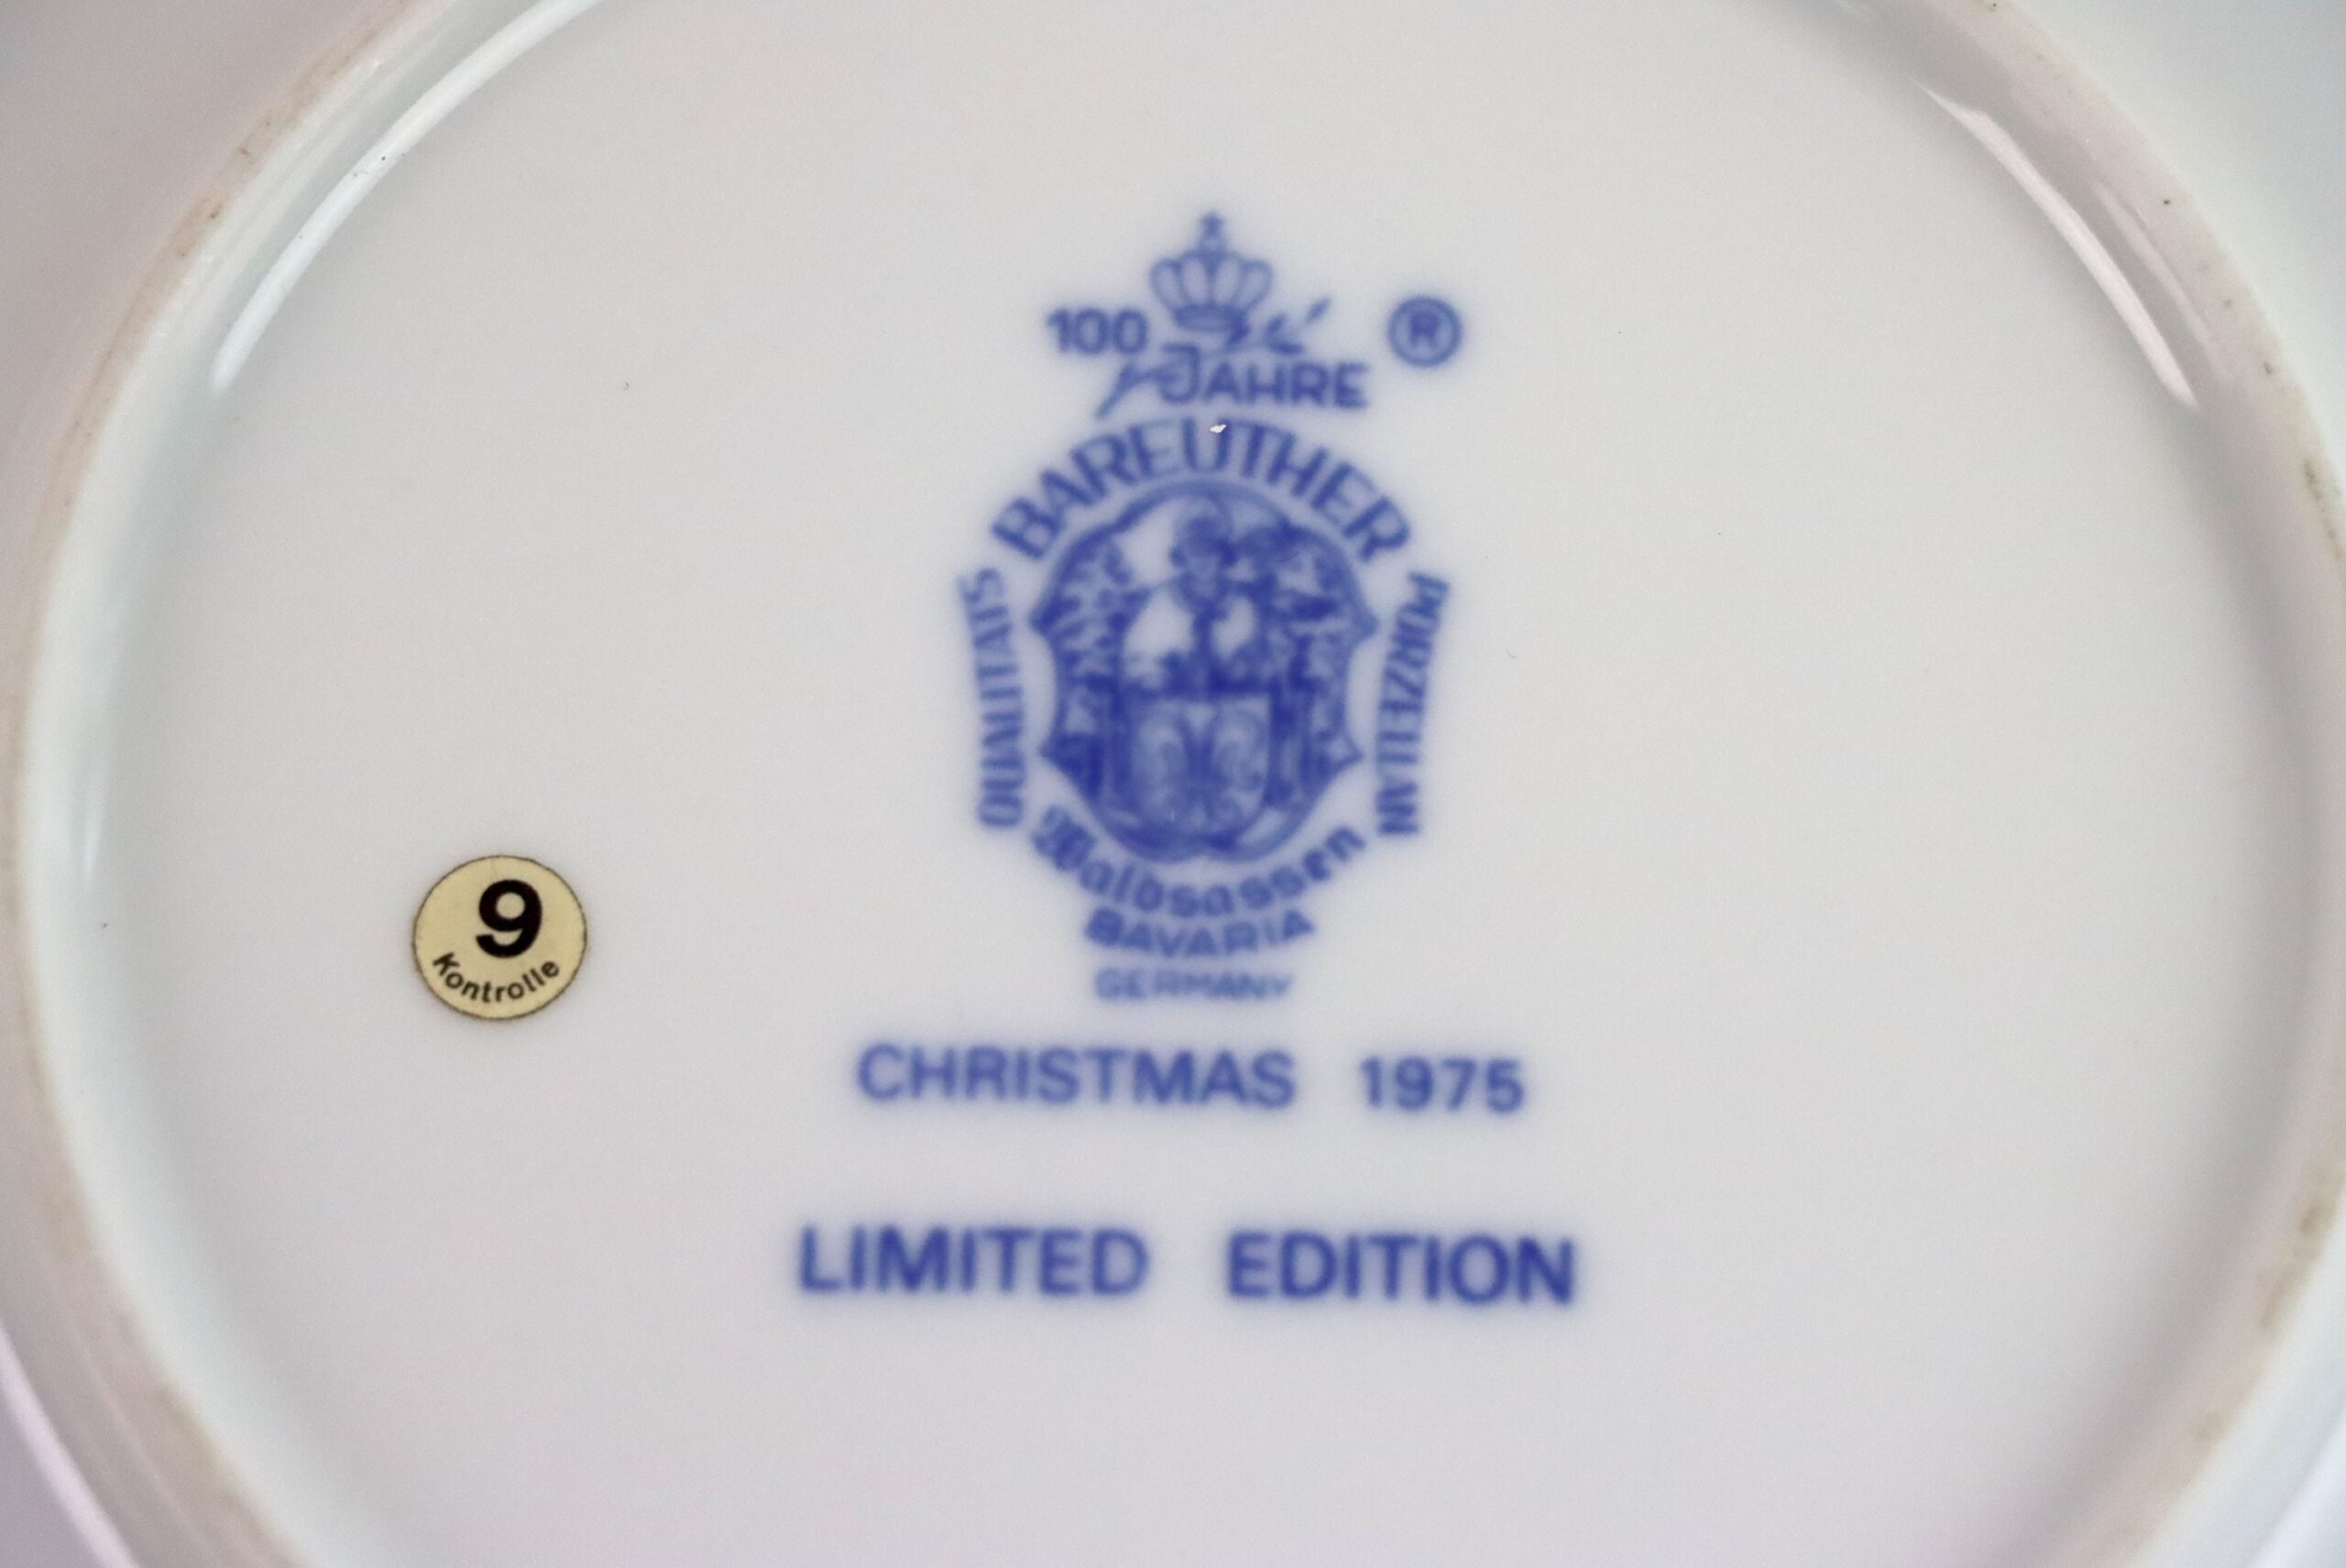 100
JAHRE
®
BAREUTHER
QUALITÄTS
PORZELLAN
Waldsassen
BAVARIA
GERMANY
9
Kontrolle
CHRISTMAS 1975
LIMITED EDITION